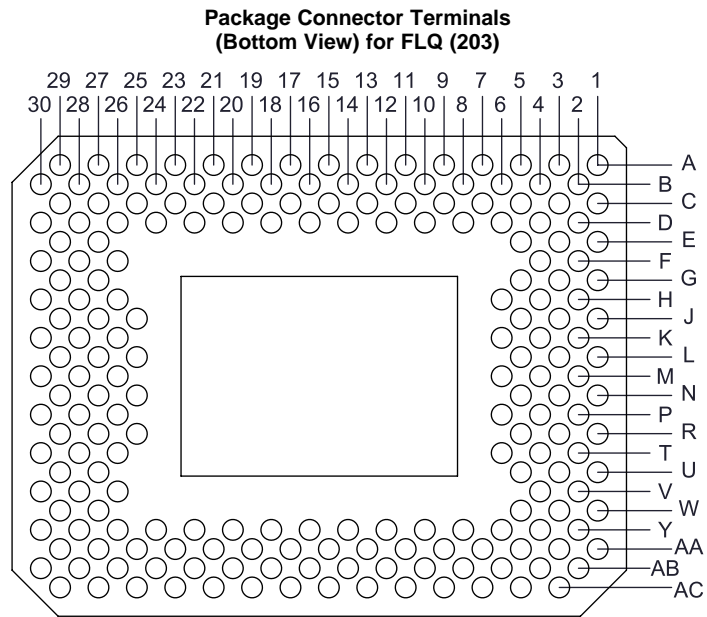 Package Connector Terminals
(Bottom View) for FLQ (203)
29 27 25 23 21 19 17 15 13 11 9 7 5 3 1
30 28 26 24 22 20 18 16 14 12 10 8 6 4 2
A
B
C
D
E
F
G
H
J
K
L
M
N
P
R
T
U
V
W
Y
AA
AB
AC